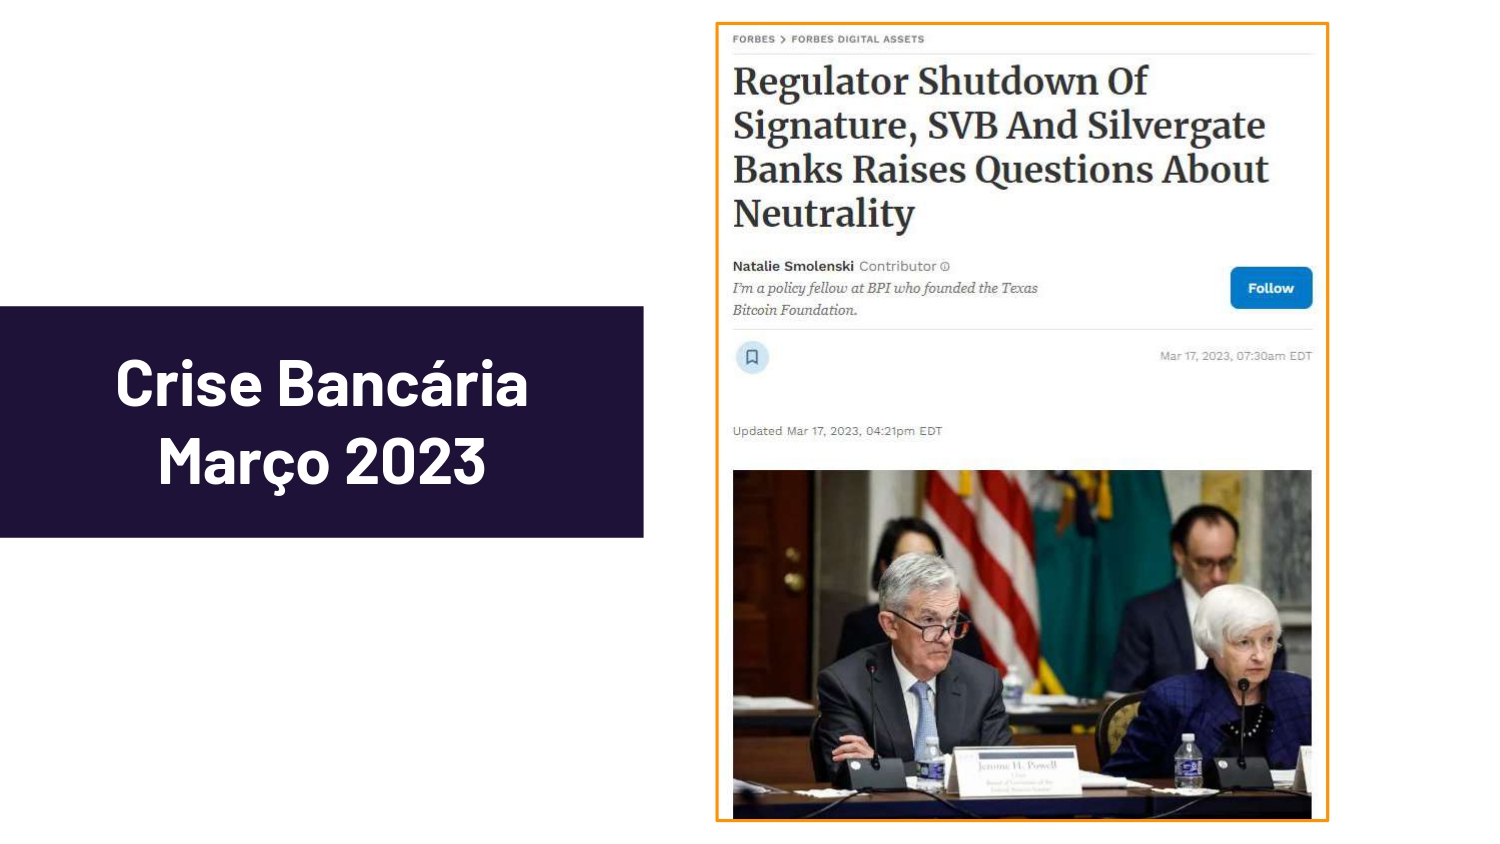 Crise Bancária
Março 2023
FORBES > FORBES DIGITAL ASSETS
Regulator Shutdown Of
Signature, SVB And Silvergate
Banks Raises Questions About
Neutrality
Natalie Smolenski Contributor
I'm a policy fellow at BPI who founded the Texas
Bitcoin Foundation.
Follow
Mar 17, 2023, 07:30am EDT
Updated Mar 17, 2023, 04:21pm EDT
Jerome H. Powell